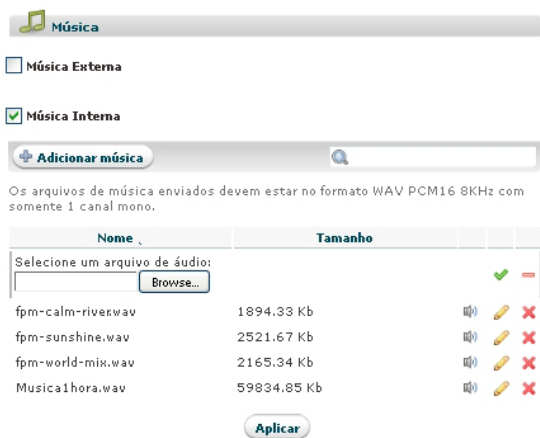 Música
Música Externa
Música Interna
Adicionar música
Os arquivos de música enviados devem estar no formato WAV PCM16 8KHz com
somente 1 canal mono.
Nome Tamanho
Selecione um arquivo de áudio:
Browse...
fpm-calm-river.wav 1894.33 Kb
fpm-sunshine.wav 2521.67 Kb
fpm-world-mix.wav 2165.34 Kb
Musica1hora.wav 59834.85 Kb
Aplicar